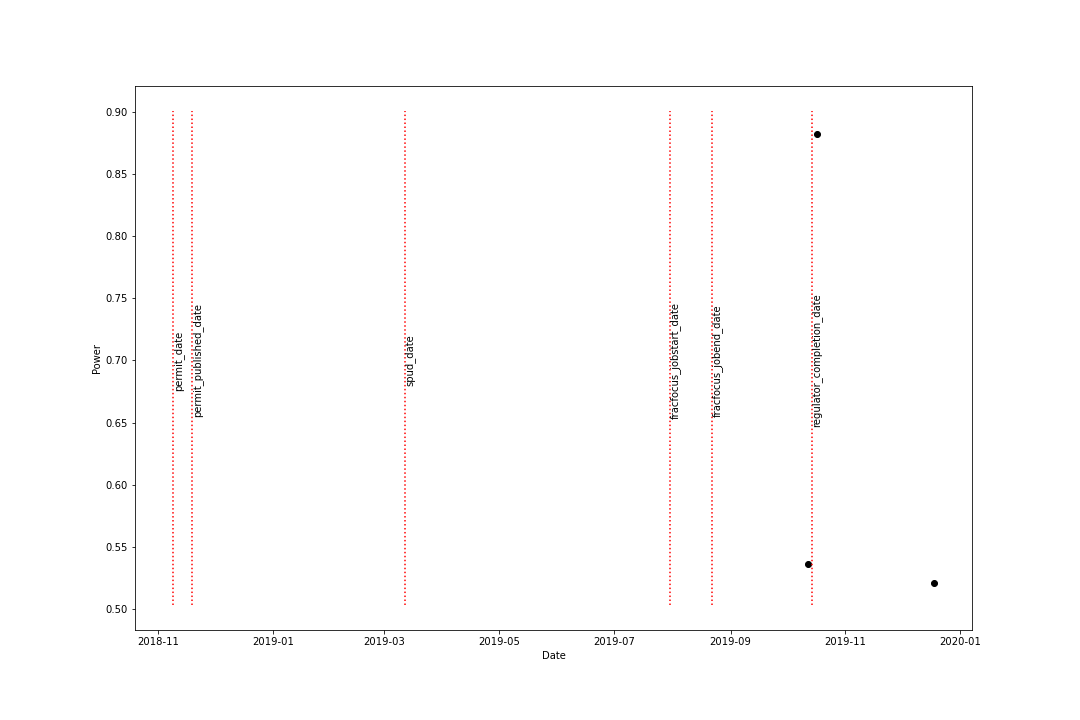 0.90
0.85
0.80
0.75
0.70
0.65
0.60
0.55
0.50
Power
permit_date
permit_published_date
spud_date
fracfocus_jobstart_date
fracfocus_jobend_date
regulator_completion_date
2018-11
2019-01
2019-03
2019-05
2019-07
2019-09
2019-11
2020-01
Date